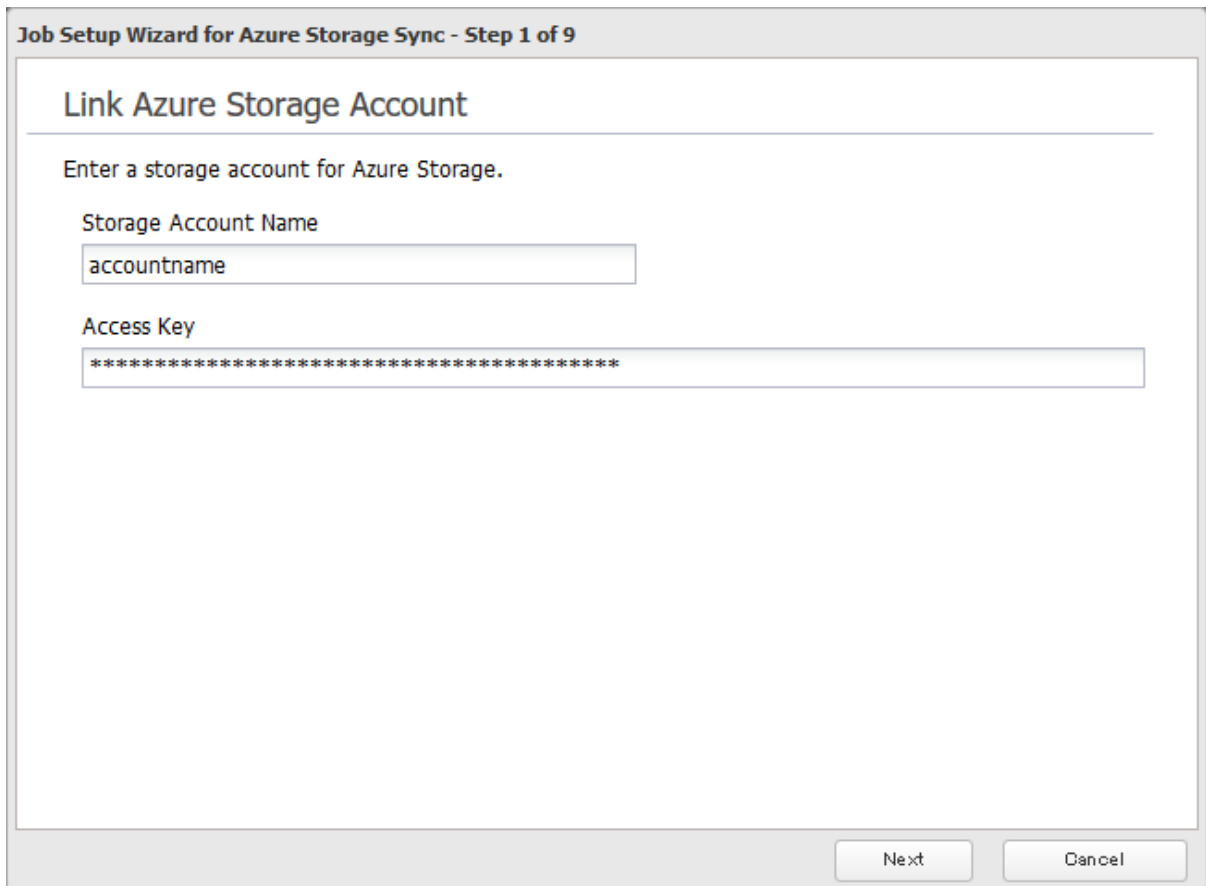 Job Setup Wizard for Azure Storage Sync - Step 1 of 9
Link Azure Storage Account
Enter a storage account for Azure Storage.
Storage Account Name
accountname
Access Key
*****************************************
Next
Cancel